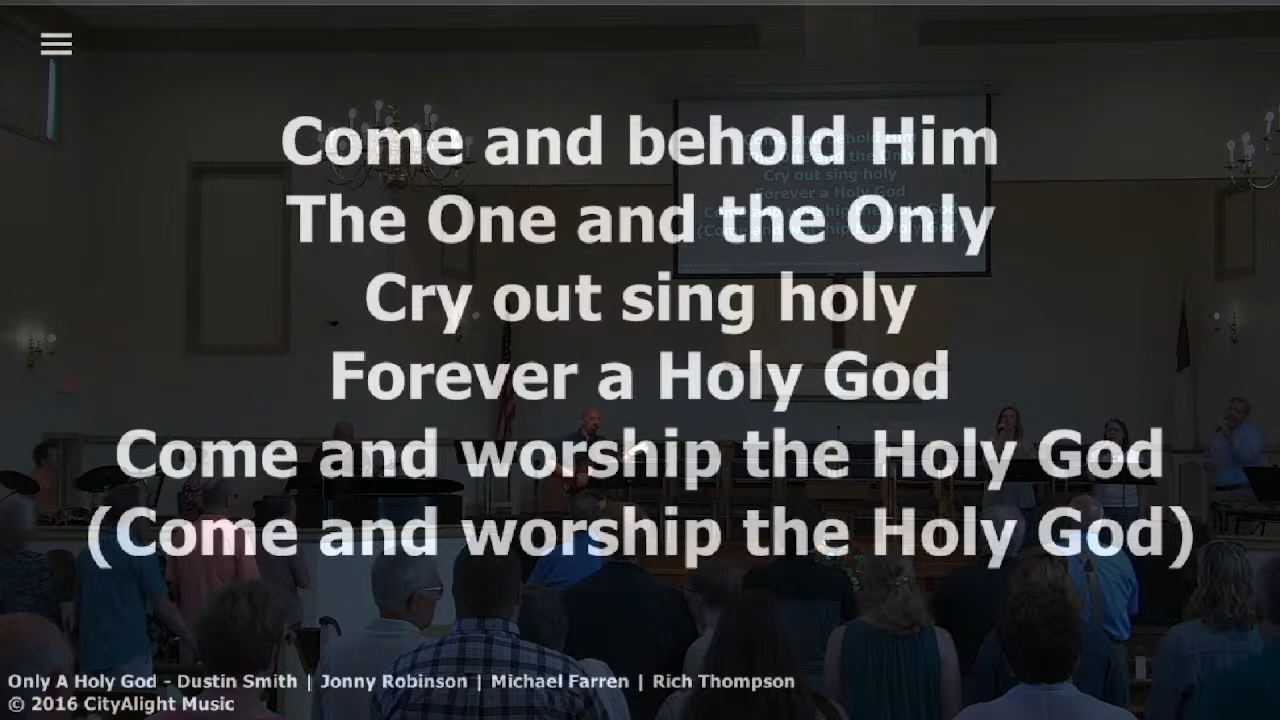 Come and behold Him
The One and the Only
Cry out sing holy
Forever a Holy God
Come and worship the Holy God
(Come and worship the Holy God)
Only A Holy God - Dustin Smith | Jonny Robinson | Michael Farren | Rich Thompson
© 2016 CityAlight Music